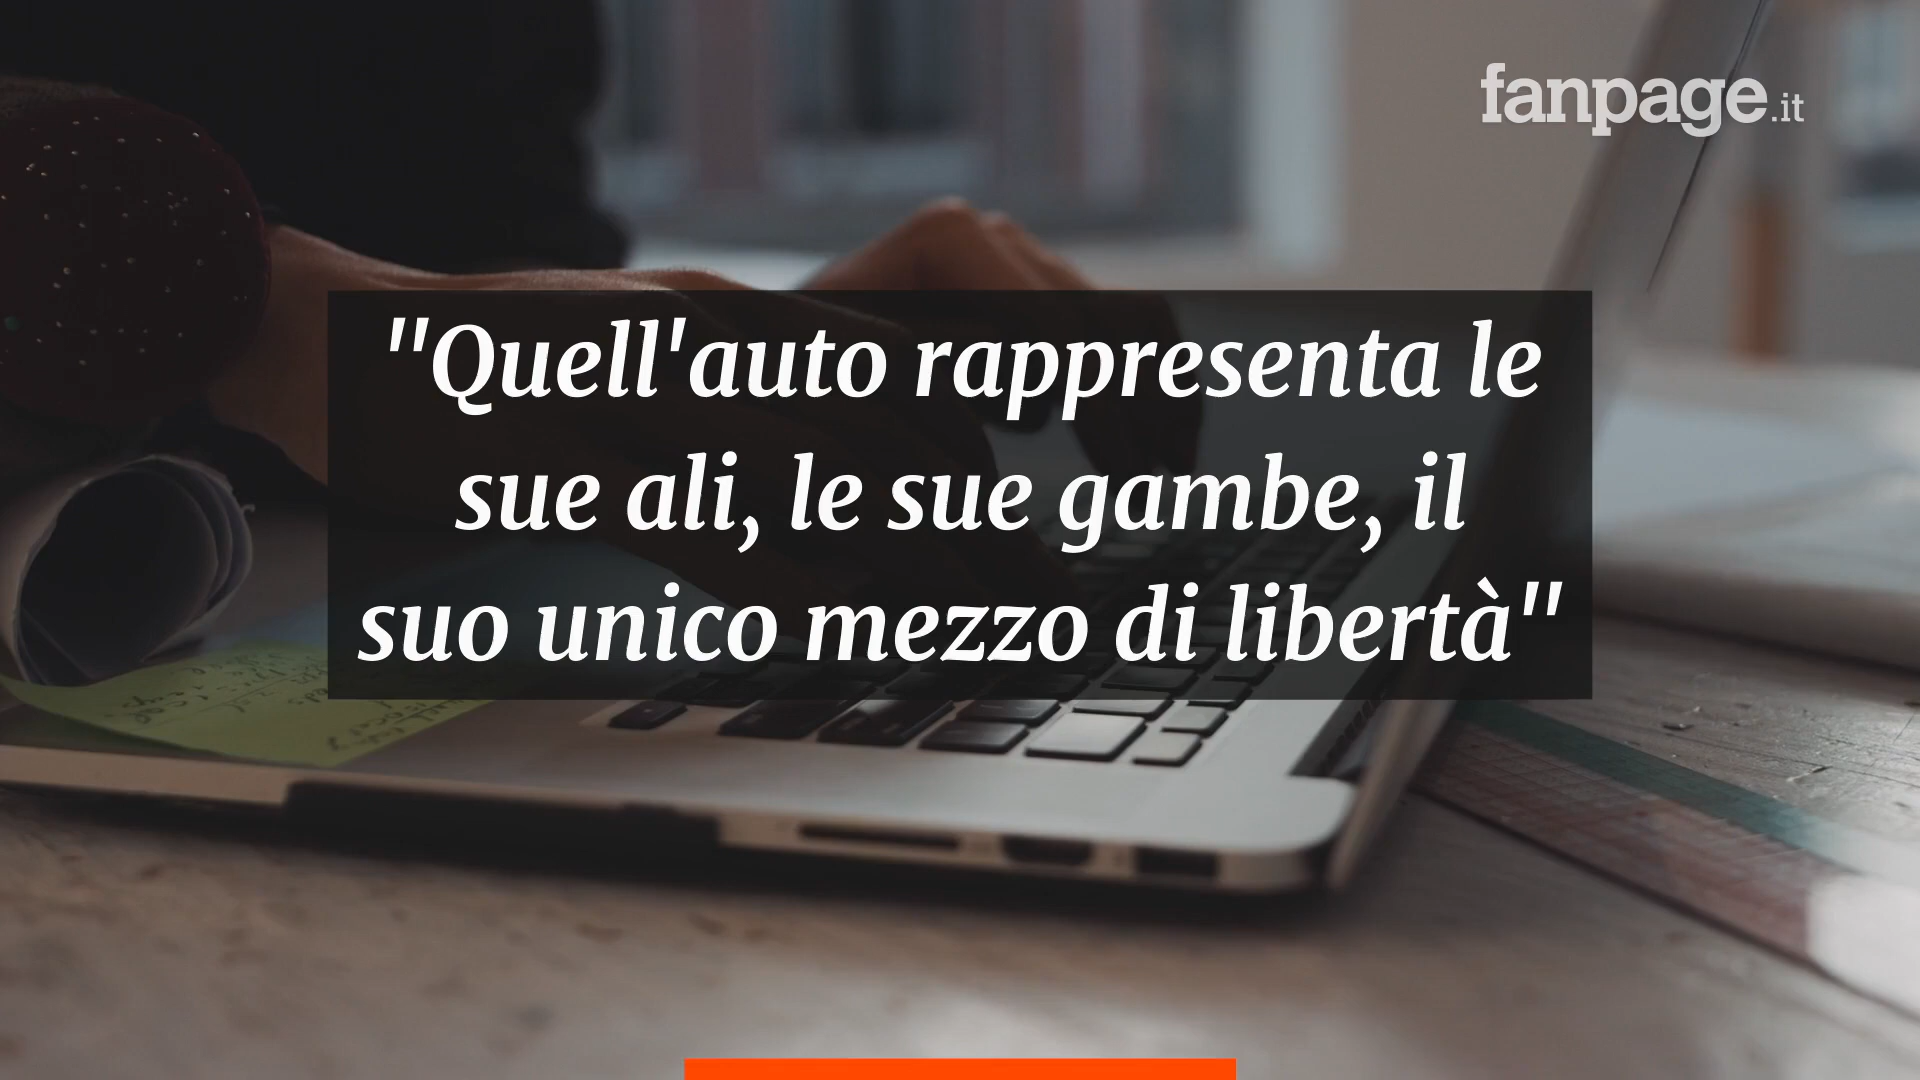 fanpage.it
"Quell'auto rappresenta le
sue ali, le sue gambe, il
suo unico mezzo di libertà"